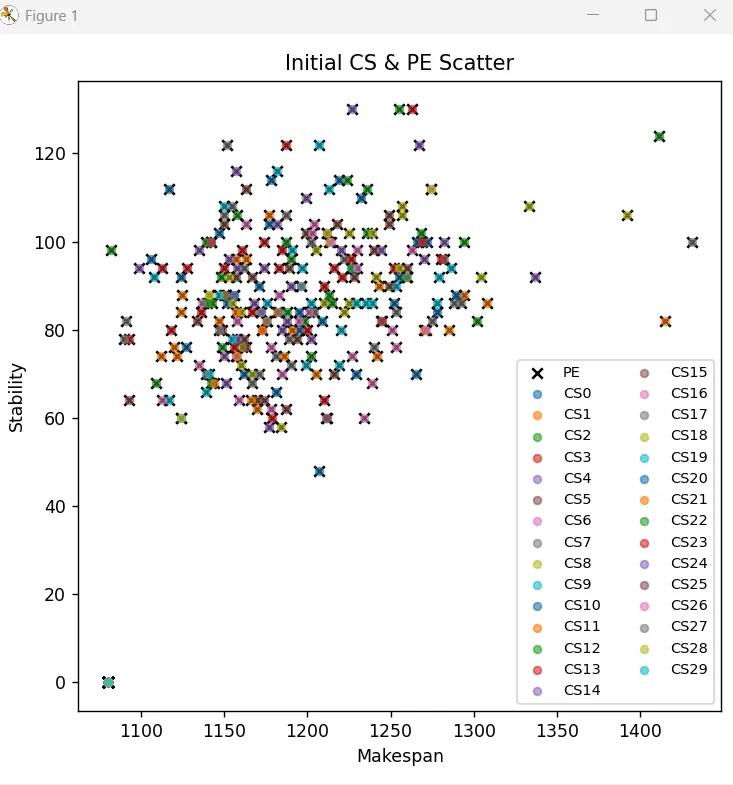 Figure 1
Initial CS & PE Scatter
120
100
80
60
40
20
0
Stability
1100 1150 1200 1250 1300 1350 1400
Makespan
PE
CS0
CS1
CS2
CS3
CS4
CS5
CS6
CS7
CS8
CS9
CS10
CS11
CS12
CS13
CS14
CS15
CS16
CS17
CS18
CS19
CS20
CS21
CS22
CS23
CS24
CS25
CS26
CS27
CS28
CS29